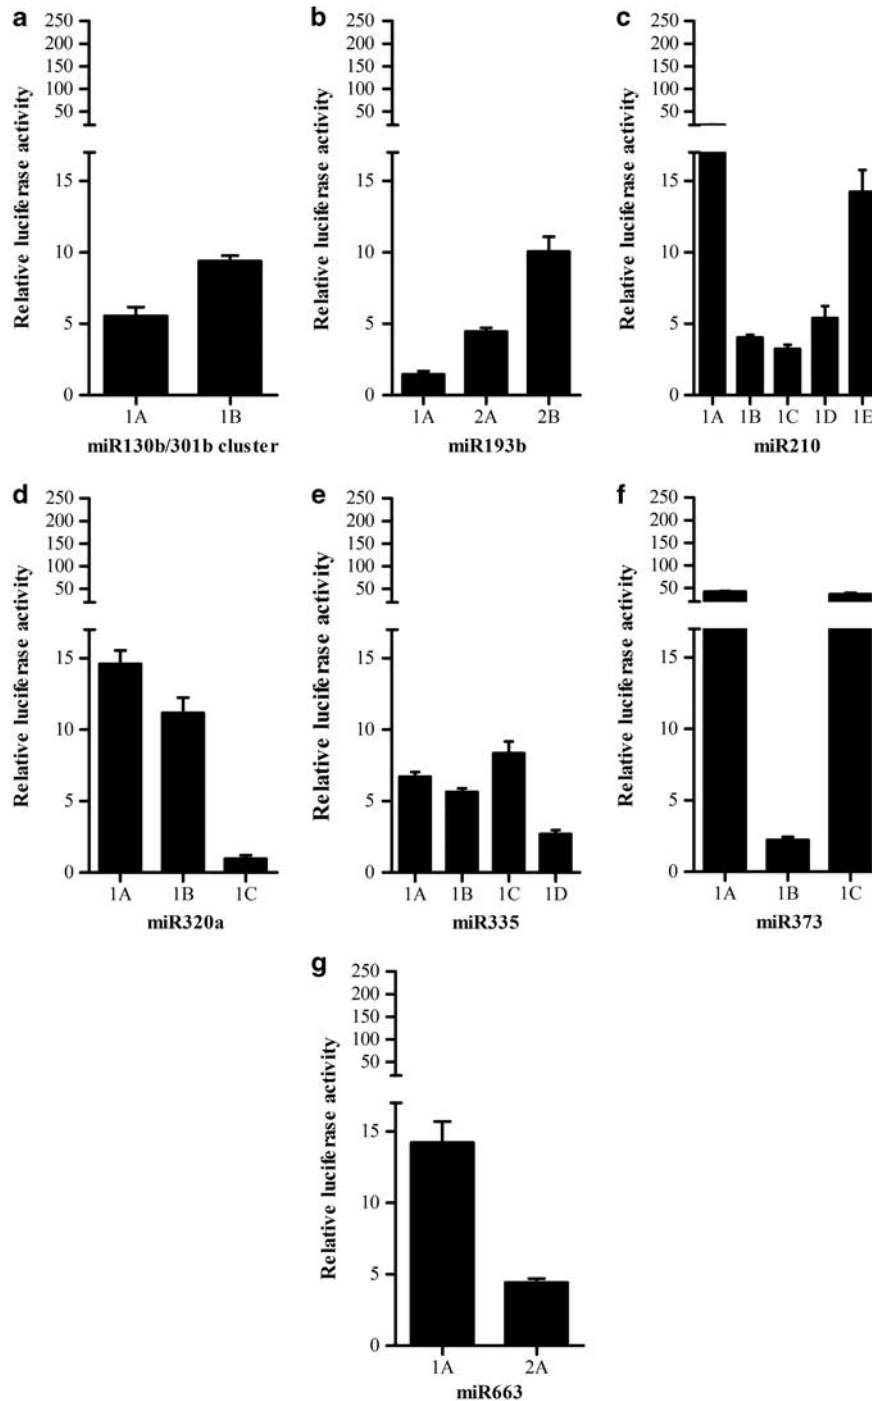 a
250
200
150
100
50
15
10
5
0
Relative luciferase activity
1A 1B
miR130b/301b cluster
b
250
200
150
100
50
15
10
5
0
Relative luciferase activity
1A 2A 2B
miR193b
c
250
200
150
100
50
15
10
5
0
Relative luciferase activity
1A 1B 1C 1D 1E
miR210
d
250
200
150
100
50
15
10
5
0
Relative luciferase activity
1A 1B 1C
miR320a
e
250
200
150
100
50
15
10
5
0
Relative luciferase activity
1A 1B 1C 1D
miR335
f
250
200
150
100
50
15
10
5
0
Relative luciferase activity
1A 1B 1C
miR373
g
250
200
150
100
50
15
10
5
0
Relative luciferase activity
1A 2A
miR663